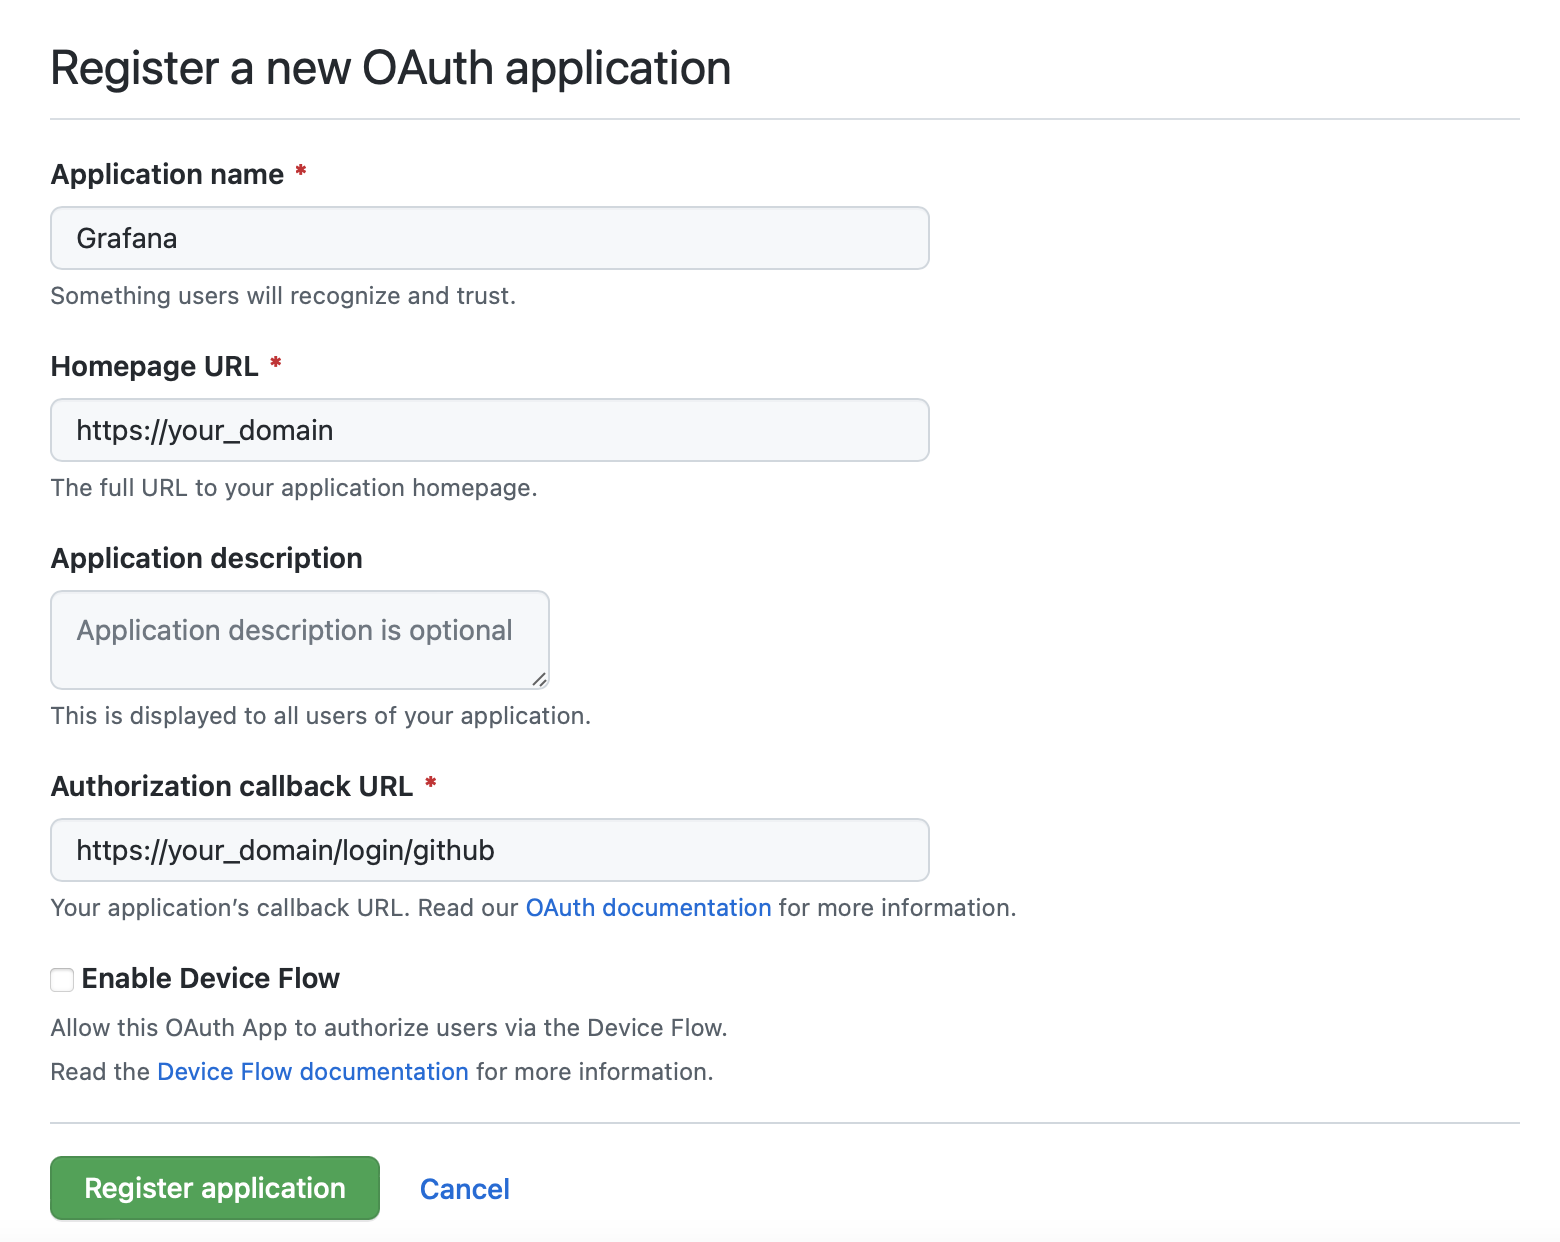 Register a new OAuth application
Application name *
Grafana
Something users will recognize and trust.
Homepage URL *
https://your_domain
The full URL to your application homepage.
Application description
Application description is optional
This is displayed to all users of your application.
Authorization callback URL *
https://your_domain/login/github
Your application’s callback URL. Read our OAuth documentation for more information.
Enable Device Flow
Allow this OAuth App to authorize users via the Device Flow.
Read the Device Flow documentation for more information.
Register application Cancel